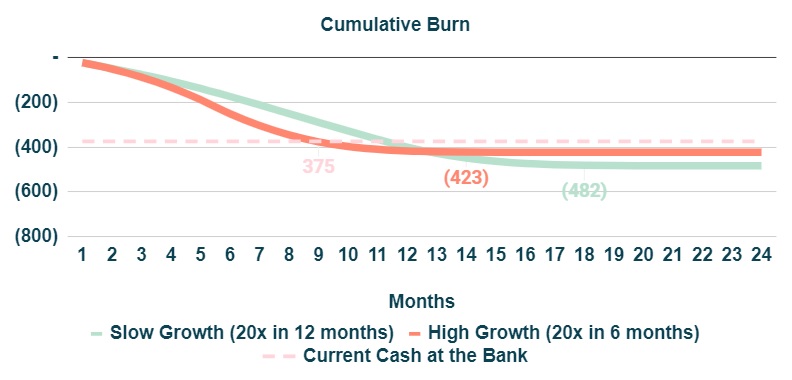 Cumulative Burn
-
(200)
(400)
(600)
(800)
375
(423)
(482)
1 2 3 4 5 6 7 8 9 10 11 12 13 14 15 16 17 18 19 20 21 22 23 24
Months
Slow Growth (20x in 12 months) High Growth (20x in 6 months)
Current Cash at the Bank